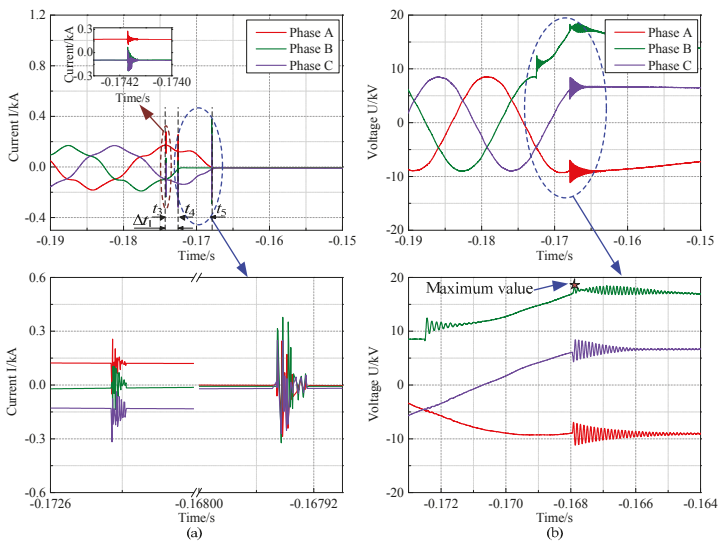 1.2
0.8
0.4
0.0
-0.4
Current I/kA
-0.19
-0.18
-0.17
-0.16
-0.15
Time/s
Phase A
Phase B
Phase C
0.3
0.0
-0.3
Current/kA
-0.1742
-0.1740
Time/s
t3
t4
t5
Δt1
20
10
0
-10
-20
Voltage U/kV
-0.19
-0.18
-0.17
-0.16
-0.15
Time/s
Phase A
Phase B
Phase C
0.6
0.3
0.0
-0.3
-0.6
Current I/kA
-0.1726
-0.16800
-0.16792
Time/s
(a)
20
10
0
-10
-20
Voltage U/kV
Maximum value
-0.172
-0.170
-0.168
-0.166
-0.164
Time/s
(b)